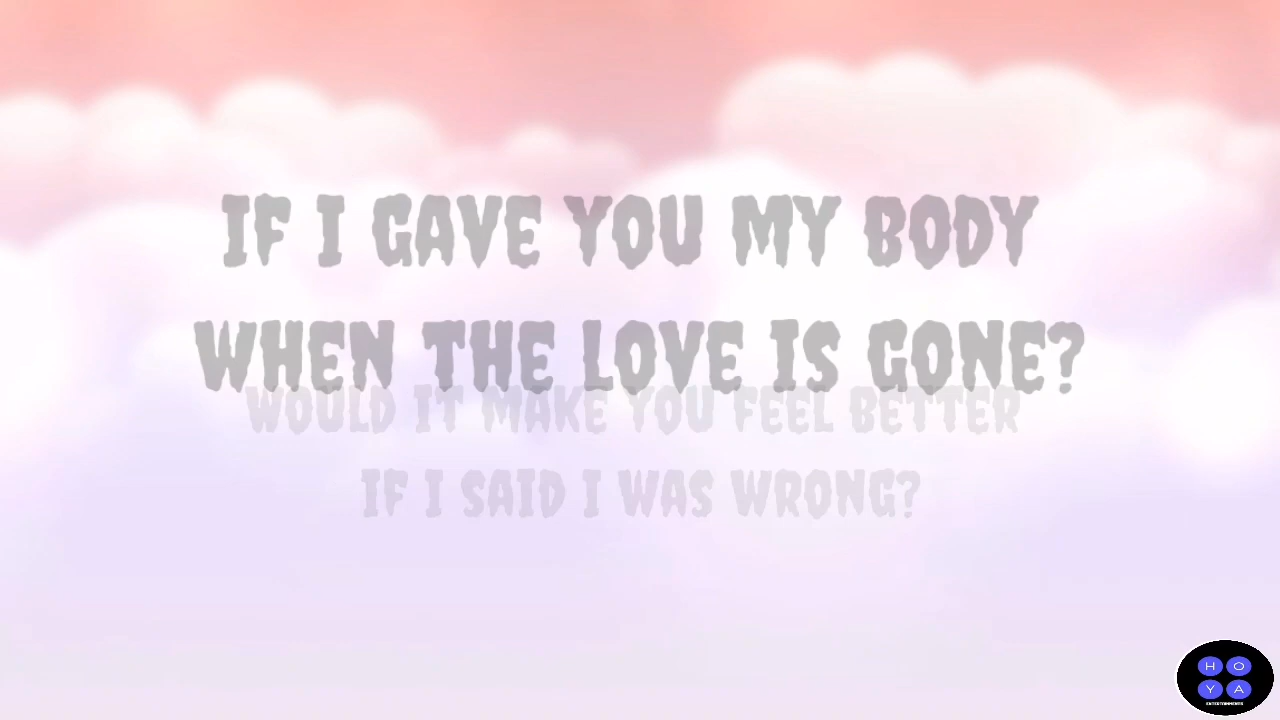 IF I GAVE YOU MY BODY
WHEN THE LOVE IS GONE?
WOULD IT MAKE YOU FEEL BETTER
IF I SAID I WAS WRONG?
H O
Y A
ENTERTAINMENTS